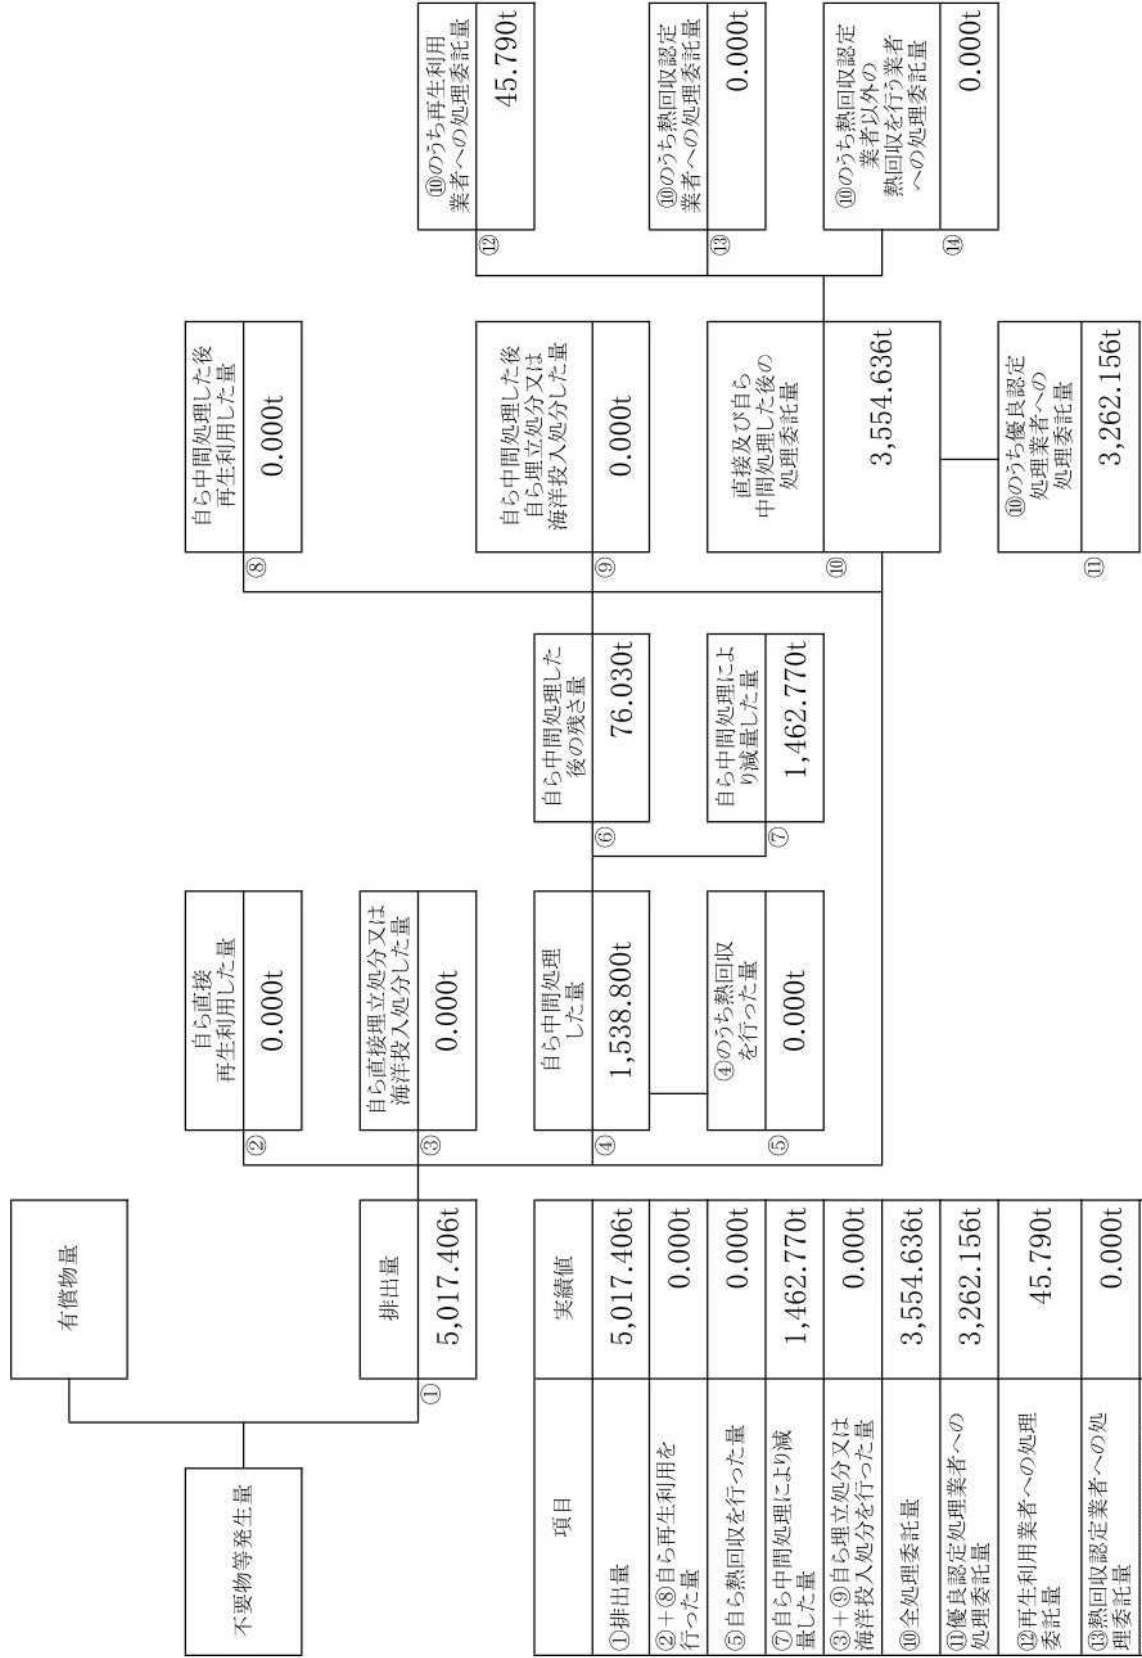 有償物量
不要物等発生量
排出量
①
5,017.406t
自ら直接
再生利用した量
②
0.000t
自ら直接埋立処分又は
海洋投入処分した量
③
0.000t
自ら中間処理
した量
④
1,538.800t
④のうち熱回収
を行った量
⑤
0.000t
自ら中間処理した
後の残さ量
⑥
76.030t
自ら中間処理によ
り減量した量
⑦
1,462.770t
自ら中間処理した後
再生利用した量
⑧
0.000t
自ら中間処理した後
自ら埋立処分又は
海洋投入処分した量
⑨
0.000t
直接及び自ら
中間処理した後の
処理委託量
⑩
3,554.636t
⑩のうち優良認定
処理業者への
処理委託量
⑪
3,262.156t
⑩のうち再生利用
業者への処理委託量
⑫
45.790t
⑩のうち熱回収認定
業者への処理委託量
⑬
0.000t
⑩のうち熱回収認定
業者以外の
熱回収を行う業者
への処理委託量
⑭
0.000t
項目
実績値
①排出量
5,017.406t
②+⑧自ら再生利用を
行った量
0.000t
⑤自ら熱回収を行った量
0.000t
⑦自ら中間処理により減
量した量
1,462.770t
③+⑨自ら埋立処分又は
海洋投入処分を行った量
0.000t
⑩全処理委託量
3,554.636t
⑪優良認定処理業者への
処理委託量
3,262.156t
⑫再生利用業者への処理
委託量
45.790t
⑬熱回収認定業者への処
理委託量
0.000t